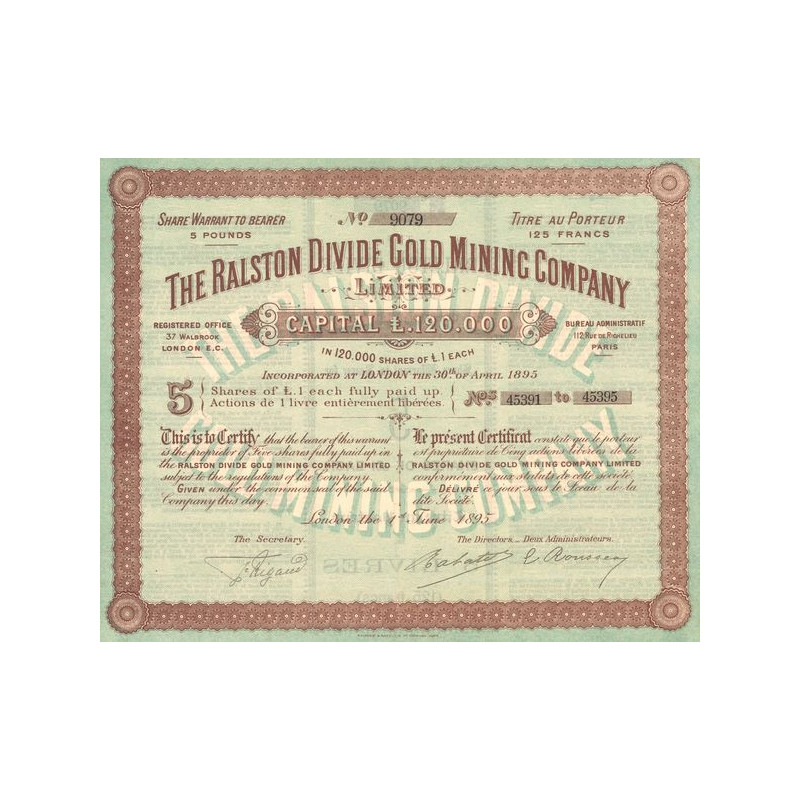 SHARE WARRANT TO BEARER
5 POUNDS
No 9079
TITRE AU PORTEUR
125 FRANCS
THE RALSTON DIVIDE GOLD MINING COMPANY
LIMITED
REGISTERED OFFICE
37 WALBROOK
LONDON E.C.
CAPITAL £.120.000
BUREAU ADMINISTRATIF
112 RUE DE RICHELIEU
PARIS
IN 120.000 SHARES OF £.1 EACH
INCORPORATED AT LONDON THE 30th OF APRIL 1895
5 Shares of £.1 each fully paid up.
Actions de 1 livre entièrement libérées.
Nos 45391 to 45395
This is to Certify that the bearer of this warrant
is the proprietor of Five shares fully paid up in
THE RALSTON DIVIDE GOLD MINING COMPANY LIMITED
subject to the regulations of the Company.
GIVEN under the common seal of the said
Company this day.
Le présent Certificat constate que le porteur
est propriétaire de Cinq actions libérées de la
RALSTON DIVIDE GOLD MINING COMPANY LIMITED
conformément aux statuts de cette société.
DÉLIVRÉ ce jour sous le Sceau de la
dite Société.
London the 1st June 1895
The Secretary.
The Directors. _ Deux Administrateurs.
THE RALSTON DIVIDE
GOLD MINING COMPANY